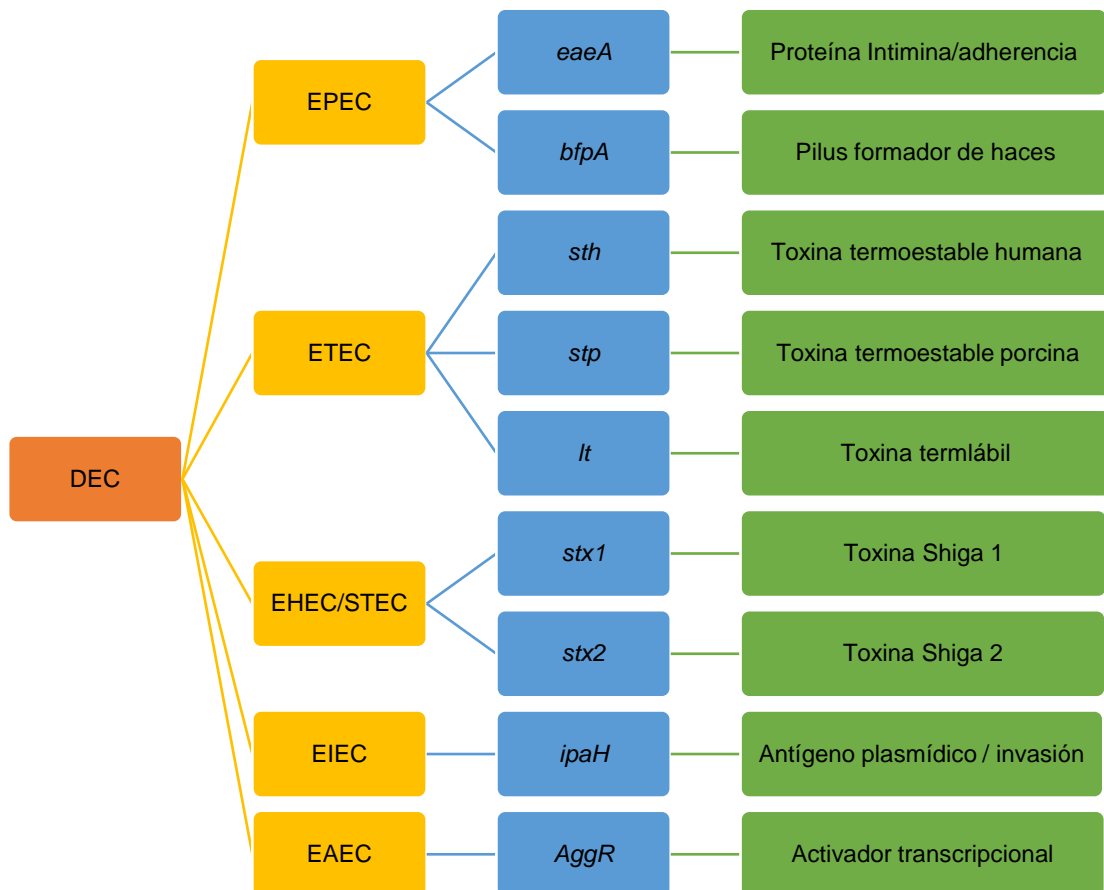 DEC
EPEC
eaeA
Proteína Intimina/adherencia
bfpA
Pilus formador de haces
ETEC
sth
Toxina termoestable humana
stp
Toxina termoestable porcina
lt
Toxina termlábil
EHEC/STEC
stx1
Toxina Shiga 1
stx2
Toxina Shiga 2
EIEC
ipaH
Antígeno plasmídico / invasión
EAEC
AggR
Activador transcripcional